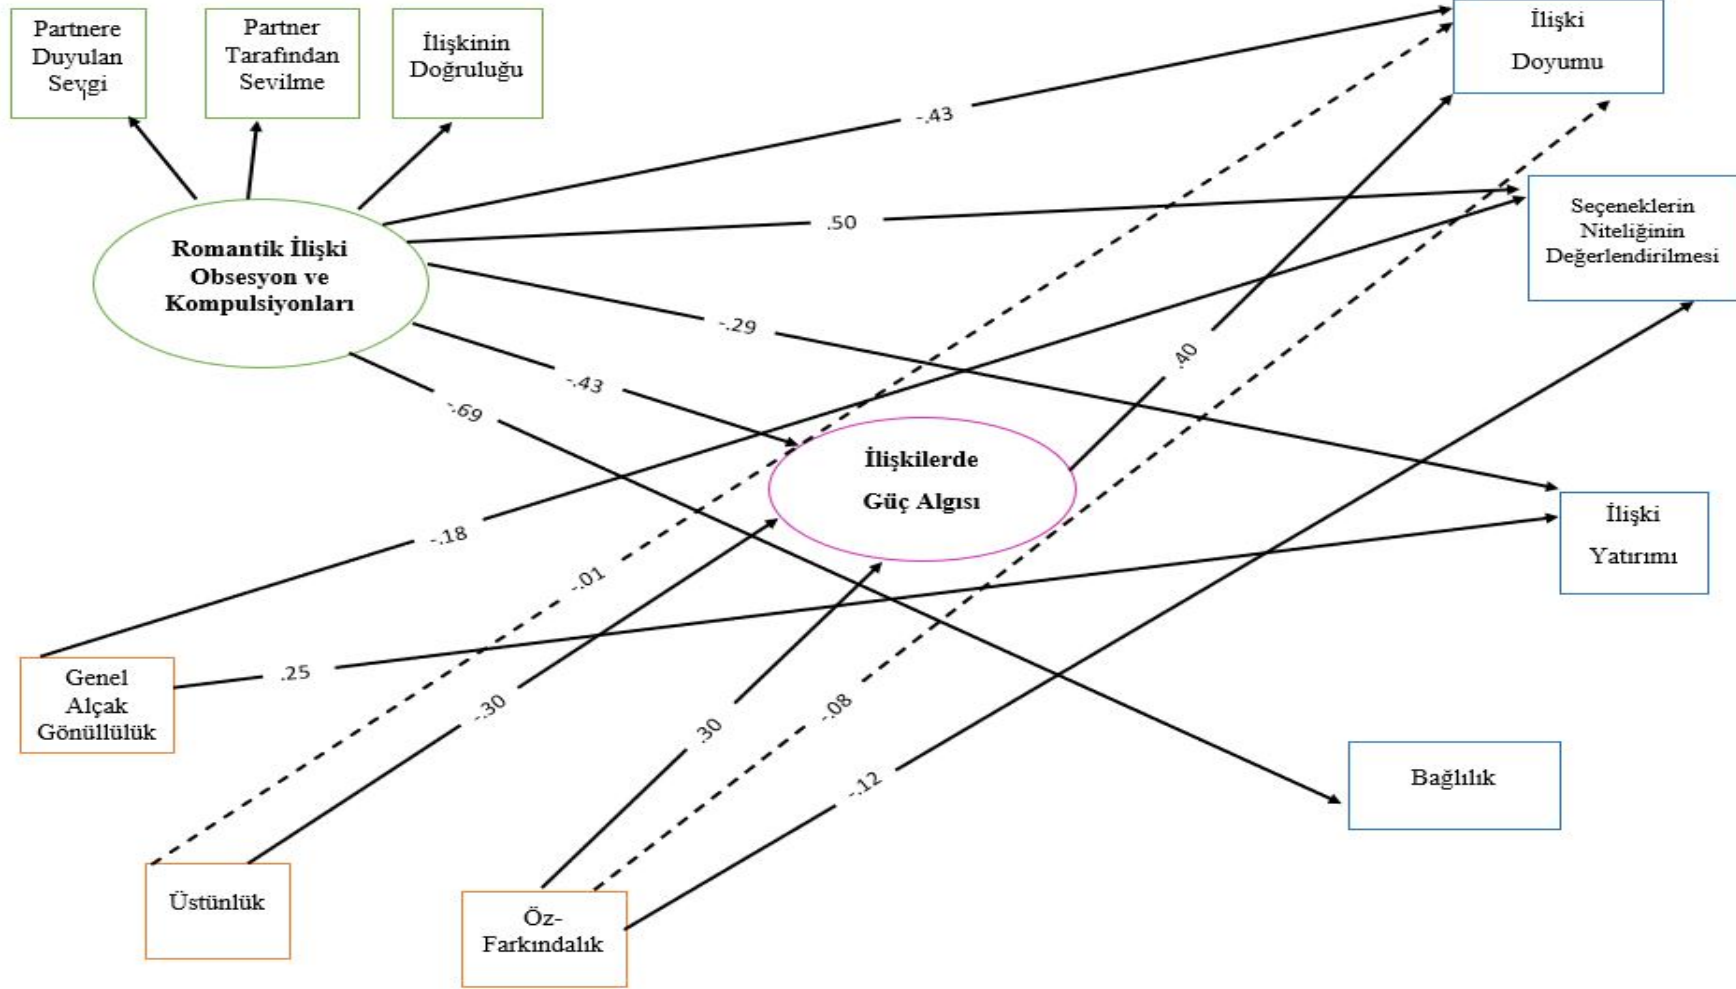 Partnere
Duyulan
Sevgi
Partner
Tarafından
Sevilme
İlişkinin
Doğruluğu
İlişki
Doyumu
-.43
.50
Seçeneklerin
Niteliğinin
Değerlendirilmesi
Romantik İlişki
Obsesyon ve
Kompulsiyonları
-.29
-.43
.40
-.69
İlişkilerde
Güç Algısı
-.18
-.01
İlişki
Yatırımı
.25
Genel
Alçak
Gönüllülük
-.30
.30
-.08
-.12
Bağlılık
Üstünlük
Öz-
Farkındalık